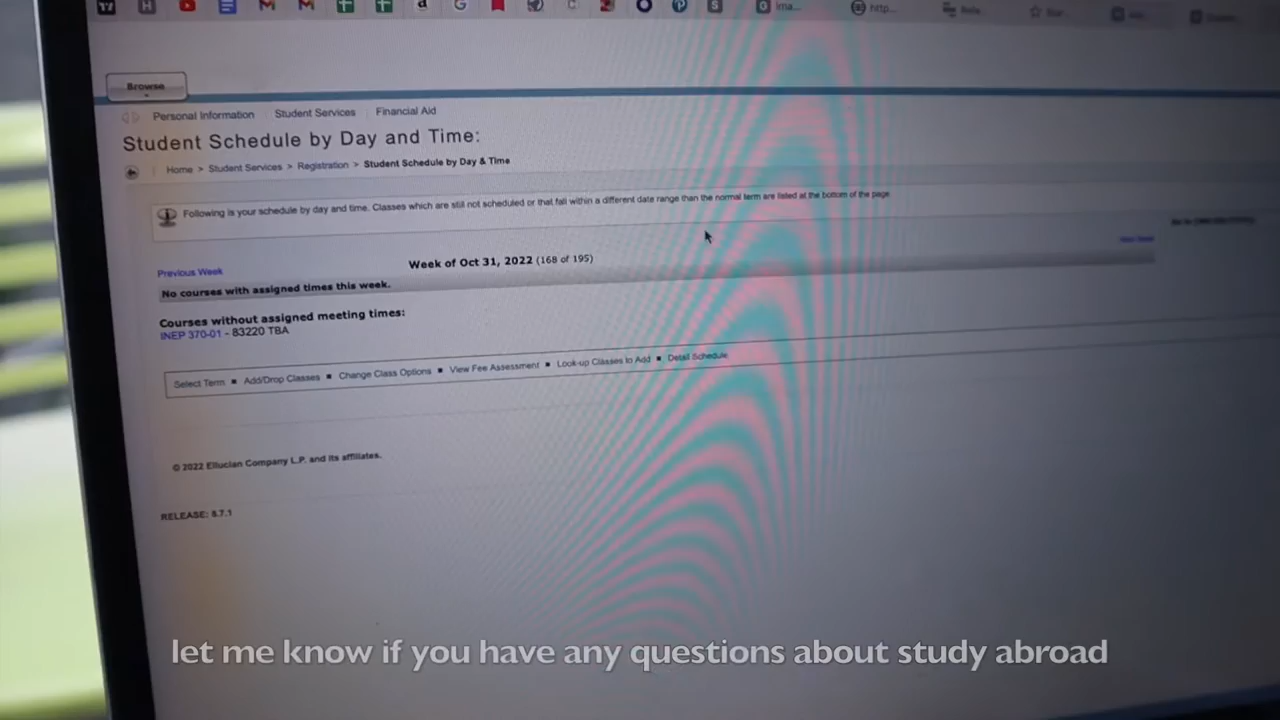 Ima...
http...
Browse
Personal Information Student Services Financial Aid
Student Schedule by Day and Time:
Home > Student Services > Registration > Student Schedule by Day & Time
Following is your schedule by day and time. Classes which are still not scheduled or that fall within a different date range than the normal term are listed at the bottom of the page.
Previous Week
Week of Oct 31, 2022 (168 of 195)
No courses with assigned times this week.
Courses without assigned meeting times:
INEP 370-01 - 83220 TBA
Select Term ■ Add/Drop Classes ■ Change Class Options ■ View Fee Assessment ■ Look-up Classes to Add ■ Detail Schedule
© 2022 Ellucian Company L.P. and its affiliates.
RELEASE: 8.7.1
let me know if you have any questions about study abroad